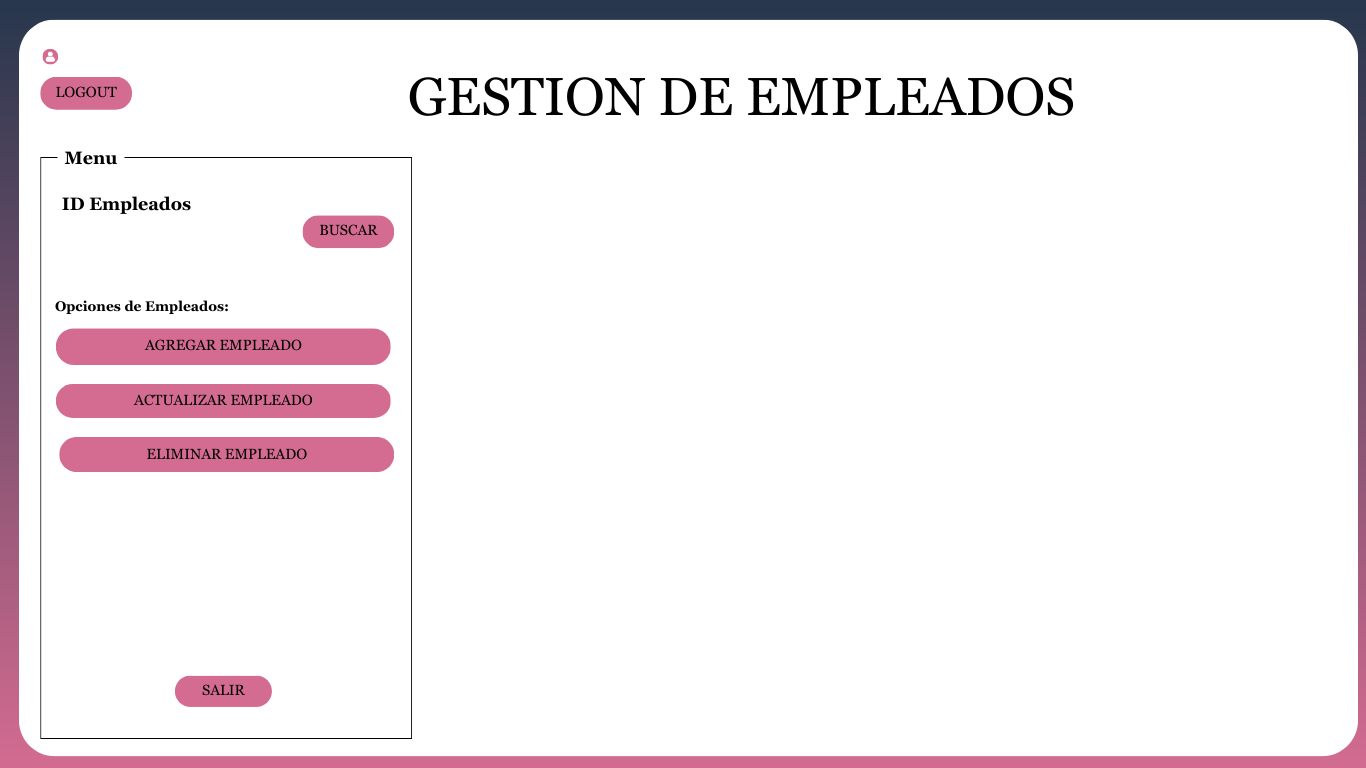 LOGOUT
GESTION DE EMPLEADOS
Menu
ID Empleados
BUSCAR
Opciones de Empleados:
AGREGAR EMPLEADO
ACTUALIZAR EMPLEADO
ELIMINAR EMPLEADO
SALIR